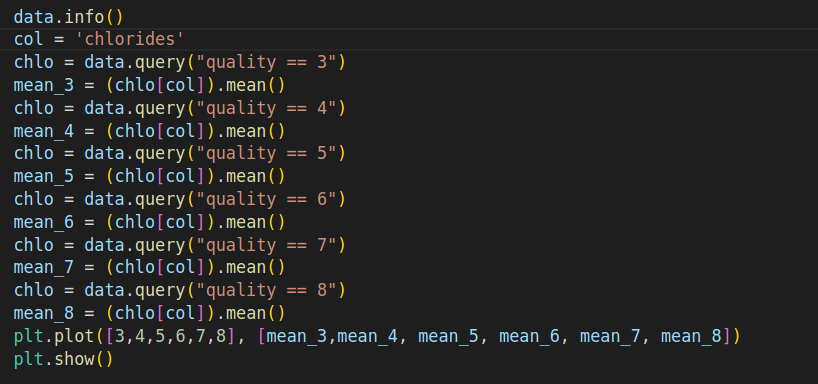 data.info()
col = 'chlorides'
chlo = data.query("quality == 3")
mean_3 = (chlo[col]).mean()
chlo = data.query("quality == 4")
mean_4 = (chlo[col]).mean()
chlo = data.query("quality == 5")
mean_5 = (chlo[col]).mean()
chlo = data.query("quality == 6")
mean_6 = (chlo[col]).mean()
chlo = data.query("quality == 7")
mean_7 = (chlo[col]).mean()
chlo = data.query("quality == 8")
mean_8 = (chlo[col]).mean()
plt.plot([3,4,5,6,7,8], [mean_3,mean_4, mean_5, mean_6, mean_7, mean_8])
plt.show()